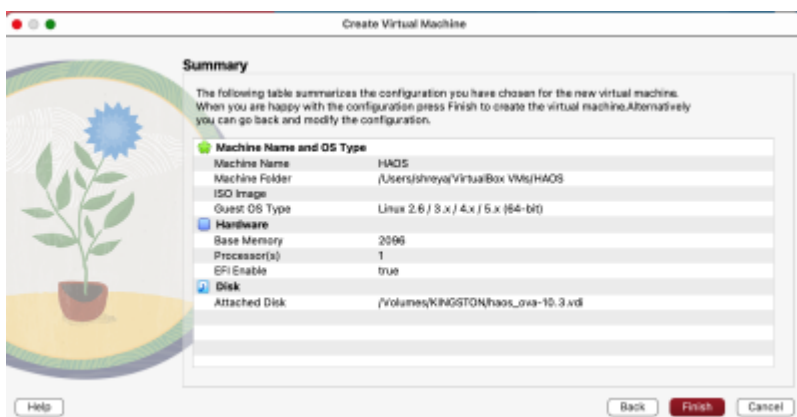 Create Virtual Machine
Summary
The following table summarizes the configuration you have chosen for the new virtual machine.
When you are happy with the configuration press Finish to create the virtual machine.Alternatively
you can go back and modify the configuration.
Machine Name and OS Type
Machine Name HAOS
Machine Folder /Users/shreya/VirtualBox VMs/HAOS
ISO Image
Guest OS Type Linux 2.6 / 3.x / 4.x / 5.x (64-bit)
Hardware
Base Memory 2096
Processor(s) 1
EFI Enable true
Disk
Attached Disk /Volumes/KINGSTON/haos_ova-10.3.vdi
Help Back Finish Cancel